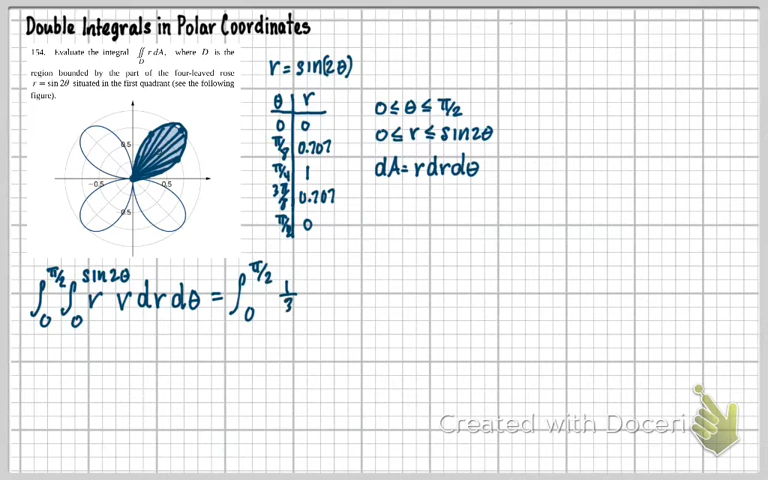 Double Integrals in Polar Coordinates
154. Evaluate the integral ∬_D r dA, where D is the
region bounded by the part of the four-leaved rose
r = sin 2θ situated in the first quadrant (see the following
figure).
0.5
−0.5 0.5
0.5
r = sin(2θ)
θ r
0 0
π/8 0.707
π/4 1
3π/8 0.707
π/2 0
0 ≤ θ ≤ π/2
0 ≤ r ≤ sin2θ
dA = r dr dθ
∫_0^{π/2} ∫_0^{sin2θ} r r dr dθ = ∫_0^{π/2} 1/3
Created with Doceri